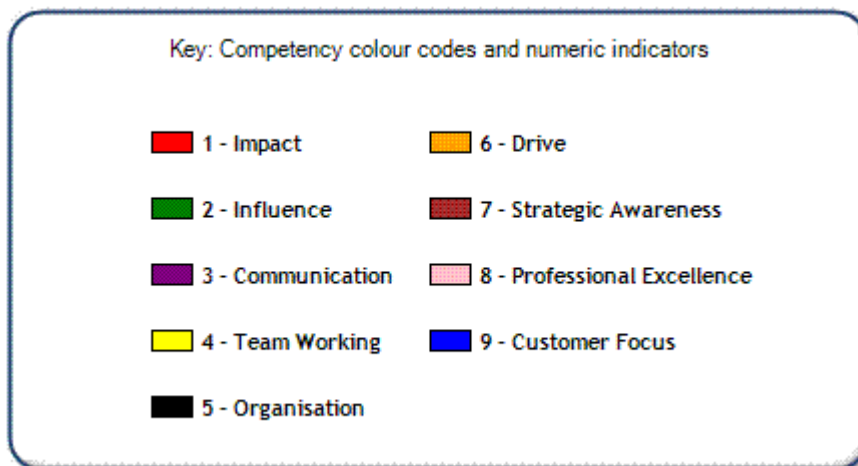 Key: Competency colour codes and numeric indicators
1 - Impact
2 - Influence
3 - Communication
4 - Team Working
5 - Organisation
6 - Drive
7 - Strategic Awareness
8 - Professional Excellence
9 - Customer Focus